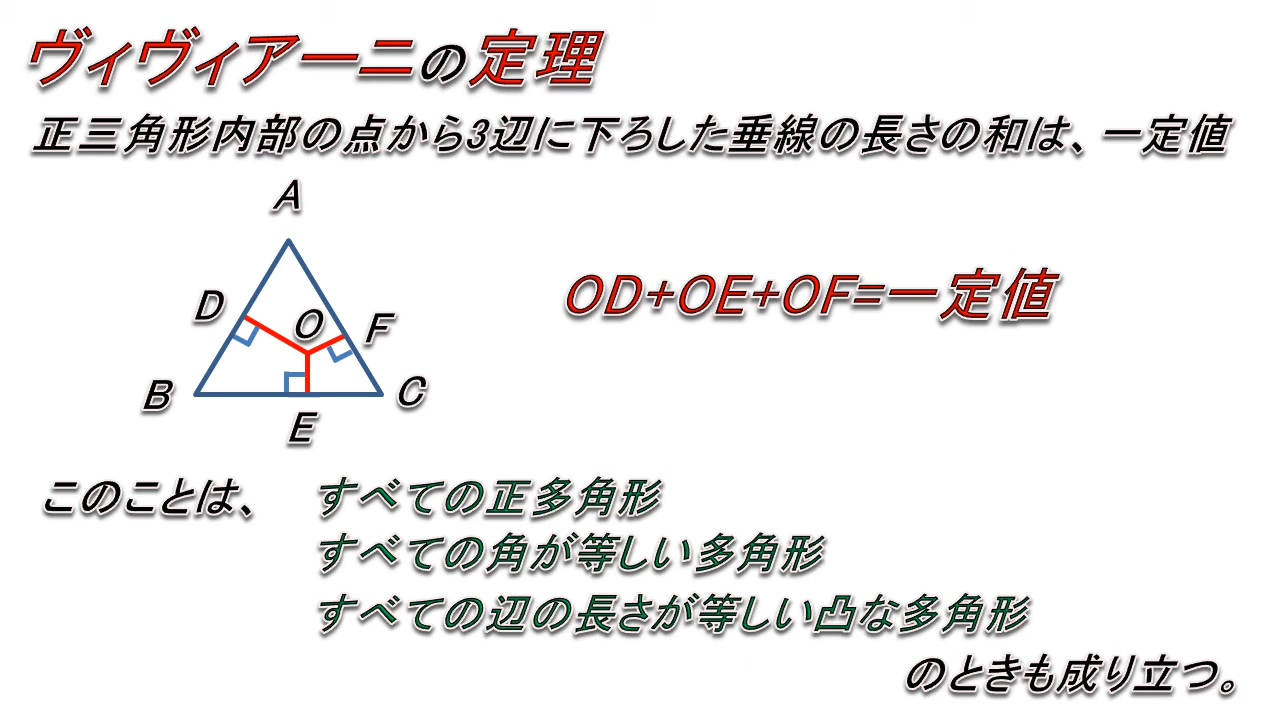 ヴィヴィアーニの定理
正三角形内部の点から3辺に下ろした垂線の長さの和は、一定値
A
D
O
F
B
C
E
OD+OE+OF=一定値
このことは、 すべての正多角形
すべての角が等しい多角形
すべての辺の長さが等しい凸な多角形
のときも成り立つ。